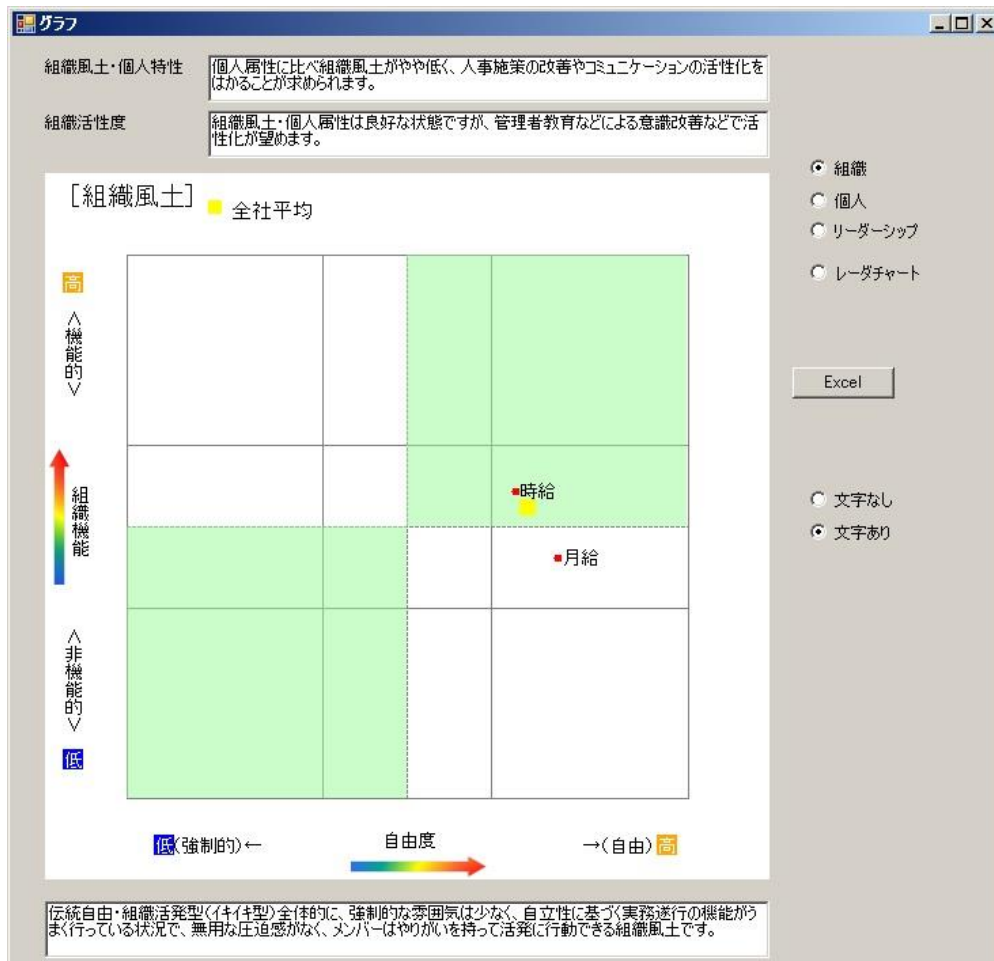 グラフ
組織風土・個人特性
個人属性に比べ組織風土がやや低く、人事施策の改善やコミュニケーションの活性化を
はかることが求められます。
組織活性度
組織風土・個人属性は良好な状態ですが、管理者教育などによる意識改善などで活
性化が望めます。
[組織風土]
全社平均
組織
個人
リーダーシップ
レーダチャート
高
<機能的>
Excel
組織機能
時給
月給
文字なし
文字あり
<非機能的>
低
低(強制的)←
自由度
→(自由)高
伝統自由・組織活発型(イキイキ型)全体的に、強制的な雰囲気は少なく、自立性に基づく実務遂行の機能がう
まく行っている状況で、無用な圧迫感がなく、メンバーはやりがいを持って活発に行動できる組織風土です。